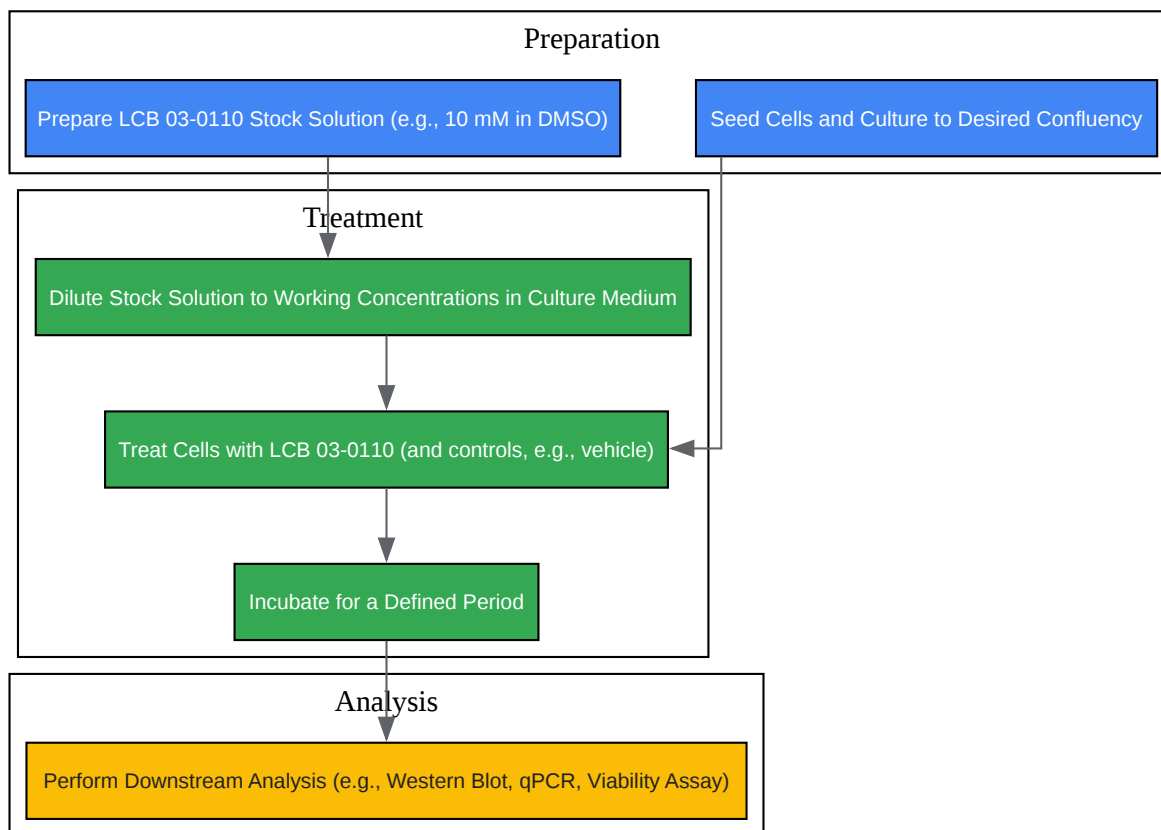 Preparation
Prepare LCB 03-0110 Stock Solution (e.g., 10 mM in DMSO)
Seed Cells and Culture to Desired Confluency
Treatment
Dilute Stock Solution to Working Concentrations in Culture Medium
Treat Cells with LCB 03-0110 (and controls, e.g., vehicle)
Incubate for a Defined Period
Analysis
Perform Downstream Analysis (e.g., Western Blot, qPCR, Viability Assay)